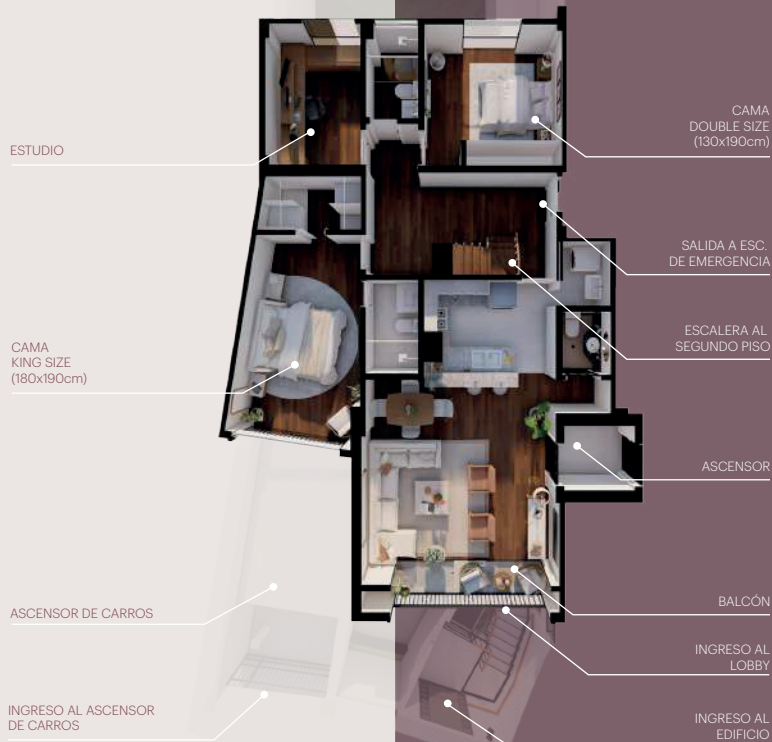 ESTUDIO
CAMA
KING SIZE
(180x190cm)
ASCENSOR DE CARROS
INGRESO AL ASCENSOR
DE CARROS
CAMA
DOUBLE SIZE
(130x190cm)
SALIDA A ESC.
DE EMERGENCIA
ESCALERA AL
SEGUNDO PISO
ASCENSOR
BALCÓN
INGRESO AL
LOBBY
INGRESO AL
EDIFICIO